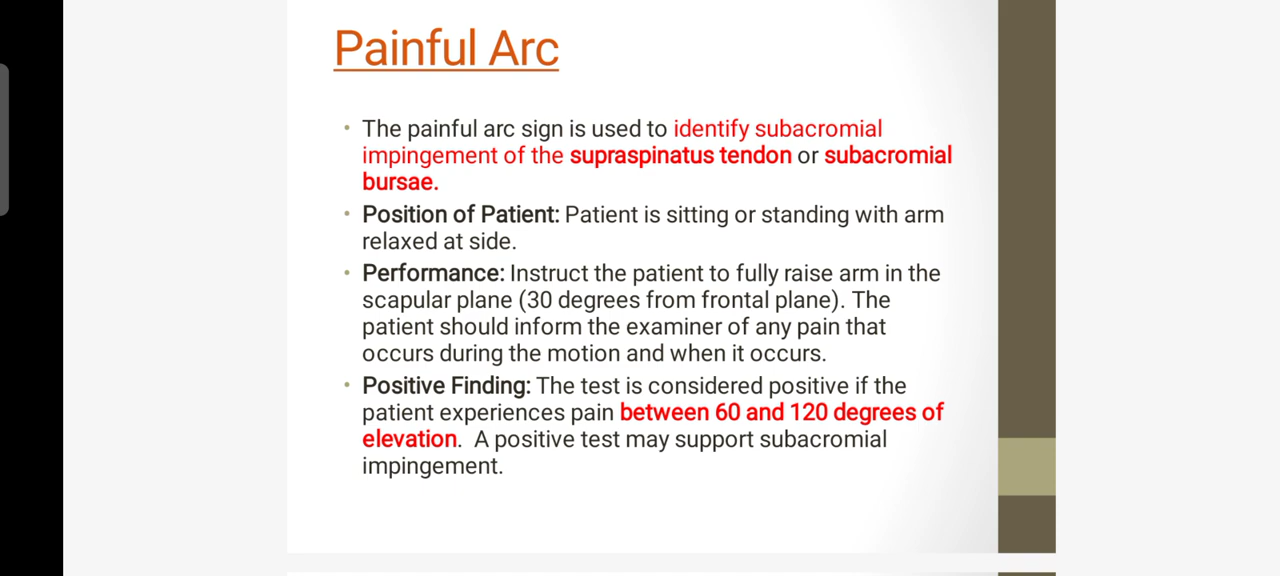 Painful Arc
• The painful arc sign is used to identify subacromial
impingement of the supraspinatus tendon or subacromial
bursae.
• Position of Patient: Patient is sitting or standing with arm
relaxed at side.
• Performance: Instruct the patient to fully raise arm in the
scapular plane (30 degrees from frontal plane). The
patient should inform the examiner of any pain that
occurs during the motion and when it occurs.
• Positive Finding: The test is considered positive if the
patient experiences pain between 60 and 120 degrees of
elevation. A positive test may support subacromial
impingement.